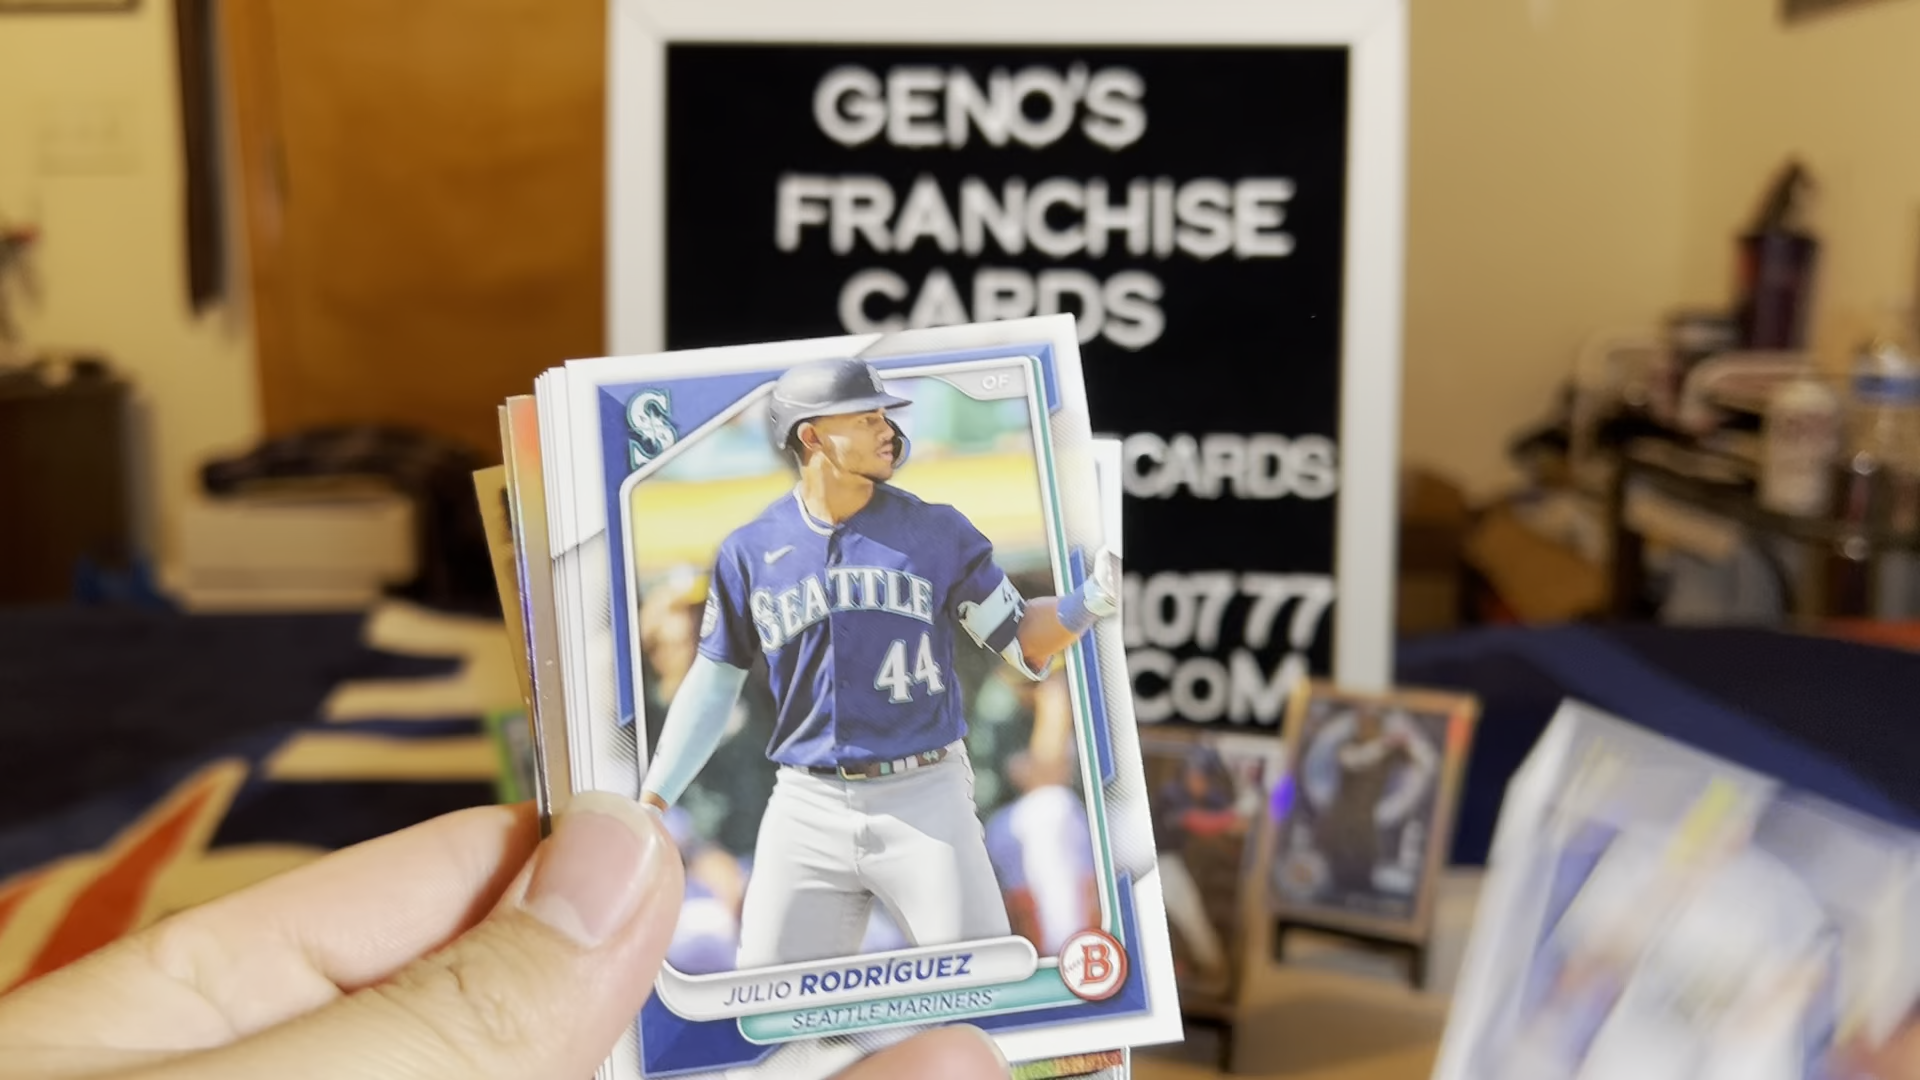 GENO'S
FRANCHISE
CARDS
CARDS
10777
COM
S
OF
SEATTLE
44
JULIO RODRÍGUEZ
SEATTLE MARINERS
B